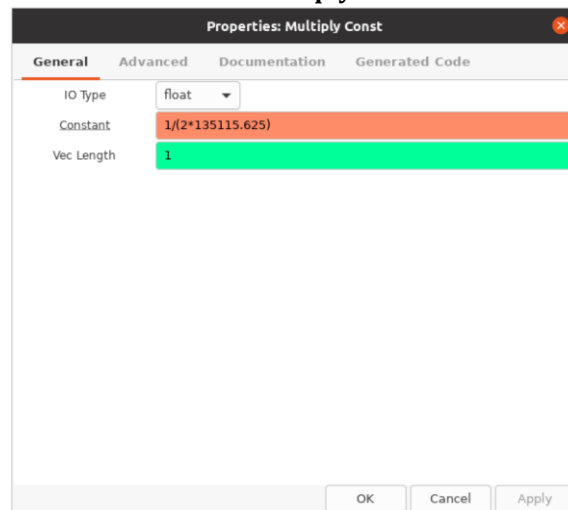 Properties: Multiply Const
General Advanced Documentation Generated Code
IO Type float
Constant 1/(2*135115.625)
Vec Length 1
OK Cancel Apply